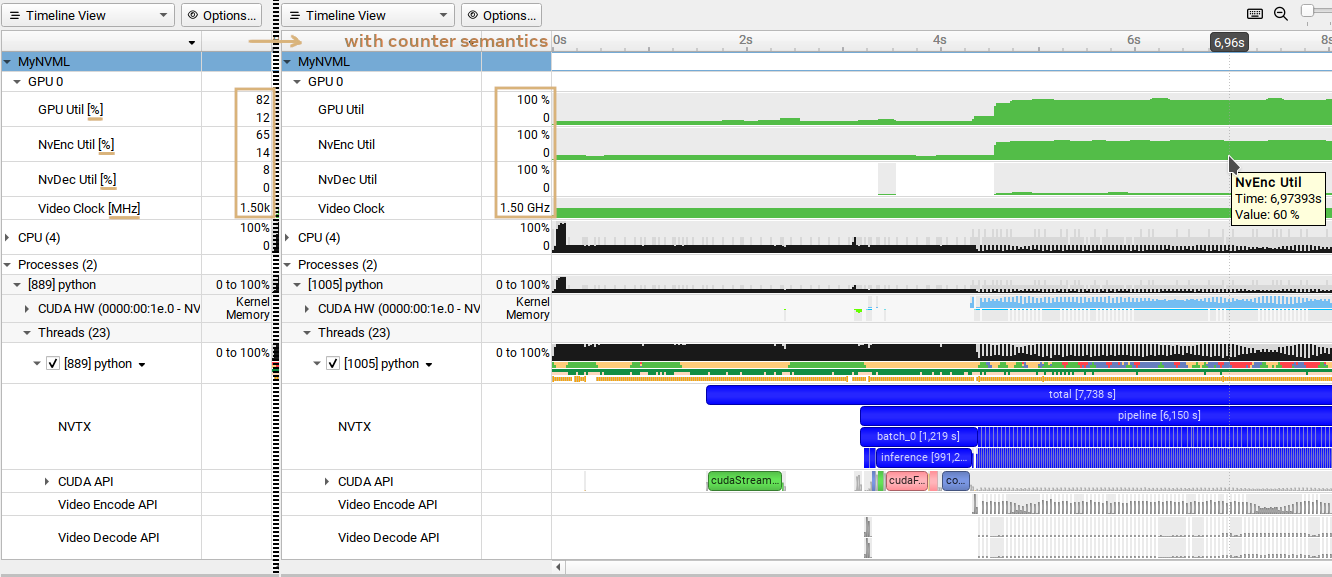 Timeline View Options... Timeline View Options...
with counter semantics 0s 2s 4s 6s 6,96s 8s
MyNVML MyNVML
GPU 0 GPU 0
GPU Util [%] 82 12 GPU Util 100 % 0
NvEnc Util [%] 65 14 NvEnc Util 100 % 0
NvDec Util [%] 8 0 NvDec Util 100 % 0
NvEnc Util
Time: 6,97393s
Value: 60 %
Video Clock [MHz] 1.50k Video Clock 1.50 GHz
CPU (4) 100% 0 CPU (4) 100% 0
Processes (2) Processes (2)
[889] python 0 to 100% [1005] python 0 to 100%
CUDA HW (0000:00:1e.0 - NV Kernel Memory CUDA HW (0000:00:1e.0 - NV Kernel Memory
Threads (23) Threads (23)
[889] python 0 to 100% [1005] python 0 to 100%
total [7,738 s]
pipeline [6,150 s]
NVTX NVTX batch_0 [1,219 s]
inference [991,2...
CUDA API CUDA API cudaStream... cudaF... co...
Video Encode API Video Encode API
Video Decode API Video Decode API